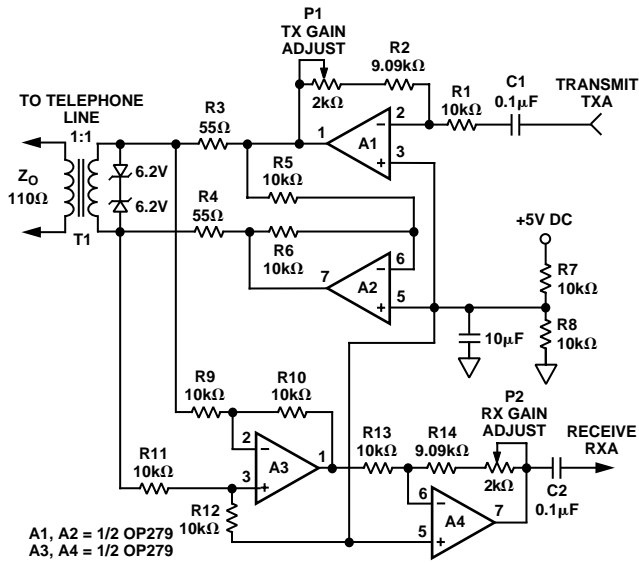 P1
TX GAIN
ADJUST
R2
9.09kΩ
2kΩ
R1
10kΩ
C1
0.1µF
TRANSMIT
TXA
TO TELEPHONE
LINE
1:1
R3
55Ω
1
2
A1
3
ZO
110Ω
6.2V
6.2V
T1
R5
10kΩ
R4
55Ω
R6
10kΩ
7
6
A2
5
+5V DC
R7
10kΩ
R8
10kΩ
10µF
R9
10kΩ
R10
10kΩ
2
A3
1
3
R11
10kΩ
R12
10kΩ
R13
10kΩ
R14
9.09kΩ
P2
RX GAIN
ADJUST
2kΩ
RECEIVE
RXA
C2
0.1µF
6
A4
7
5
A1, A2 = 1/2 OP279
A3, A4 = 1/2 OP279